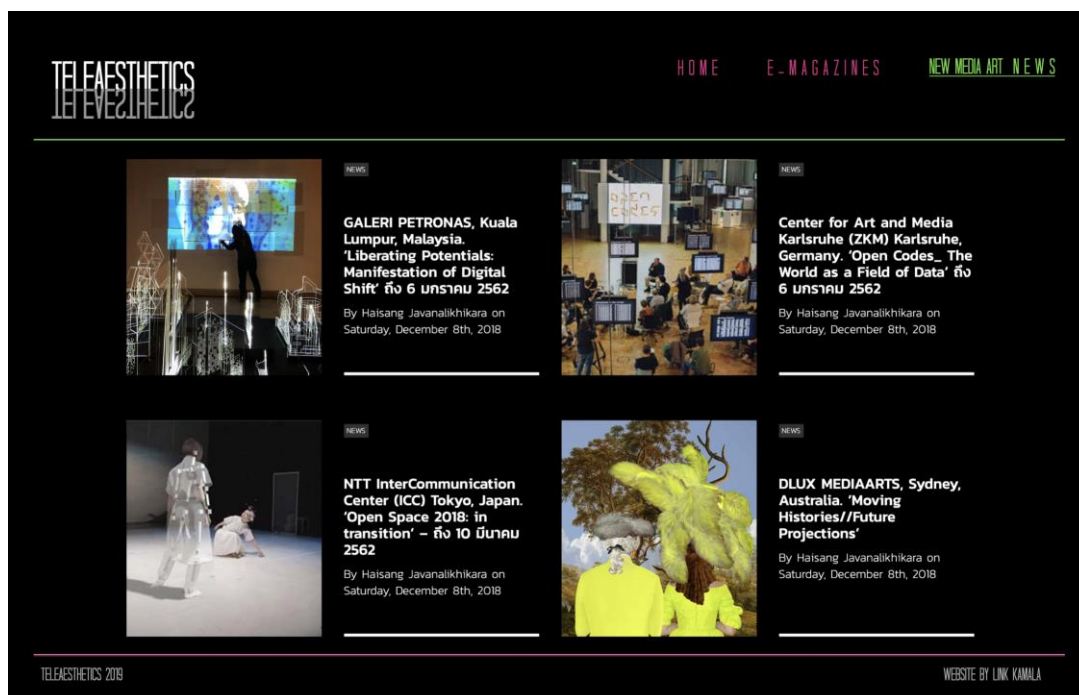 TELEAESTHETICS
HOME
E-MAGAZINES
NEW MEDIA ART NEWS
NEWS
GALERI PETRONAS, Kuala
Lumpur, Malaysia.
‘Liberating Potentials:
Manifestation of Digital
Shift’ ถึง 6 มกราคม 2562
By Haisang Javanalikhikara on
Saturday, December 8th, 2018
open
codes
NEWS
Center for Art and Media
Karlsruhe (ZKM) Karlsruhe,
Germany. ‘Open Codes_ The
World as a Field of Data’ ถึง
6 มกราคม 2562
By Haisang Javanalikhikara on
Saturday, December 8th, 2018
NEWS
NTT InterCommunication
Center (ICC) Tokyo, Japan.
‘Open Space 2018: in
transition’ – ถึง 10 มีนาคม
2562
By Haisang Javanalikhikara on
Saturday, December 8th, 2018
NEWS
DLUX MEDIAARTS, Sydney,
Australia. ‘Moving
Histories//Future
Projections’
By Haisang Javanalikhikara on
Saturday, December 8th, 2018
TELEAESTHETICS 2019
WEBSITE BY LINK KAMALA